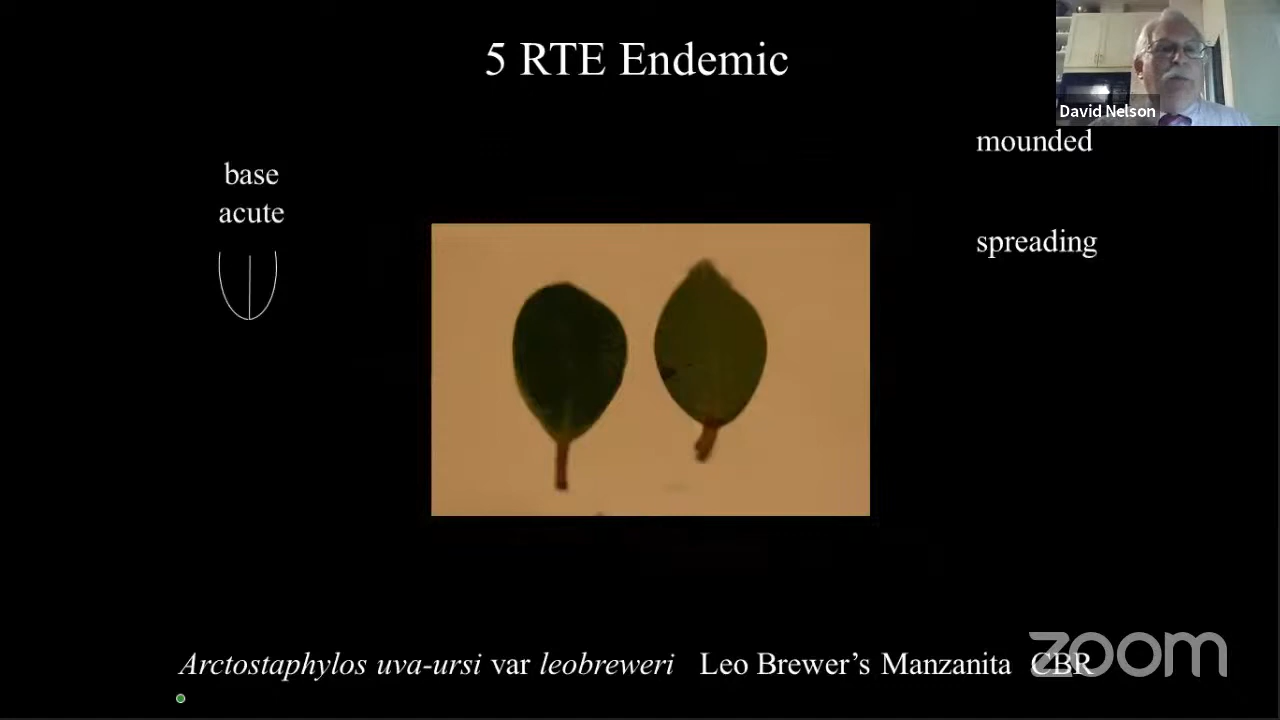 5 RTE Endemic
David Nelson
mounded
base
acute
spreading
Arctostaphylos uva-ursi var leobreweri Leo Brewer’s Manzanita CBR
zoom